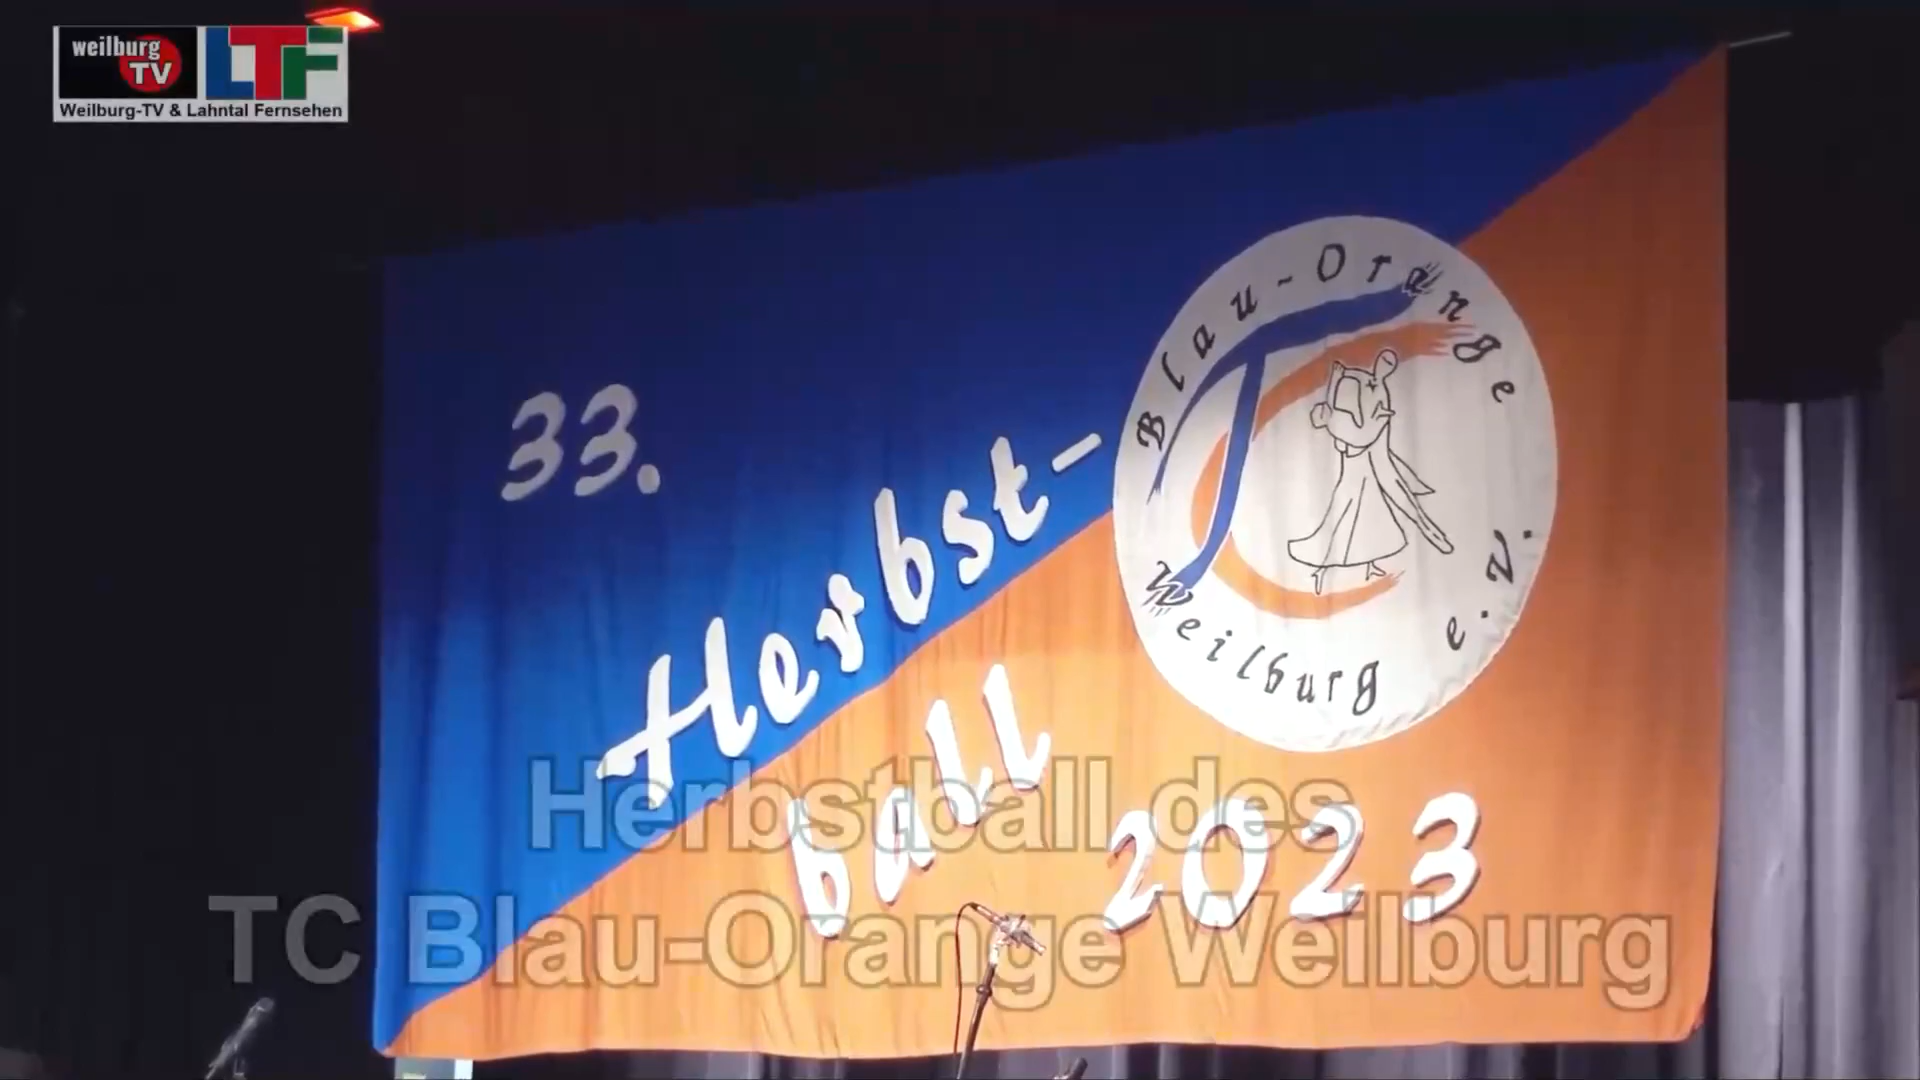 weilburg
TV
LTF
Weilburg-TV & Lahntal Fernsehen
33.
Herbst-
ball
2023
Blau-Orange
TC
Weilburg e.V.
Herbstball des
TC Blau-Orange Weilburg